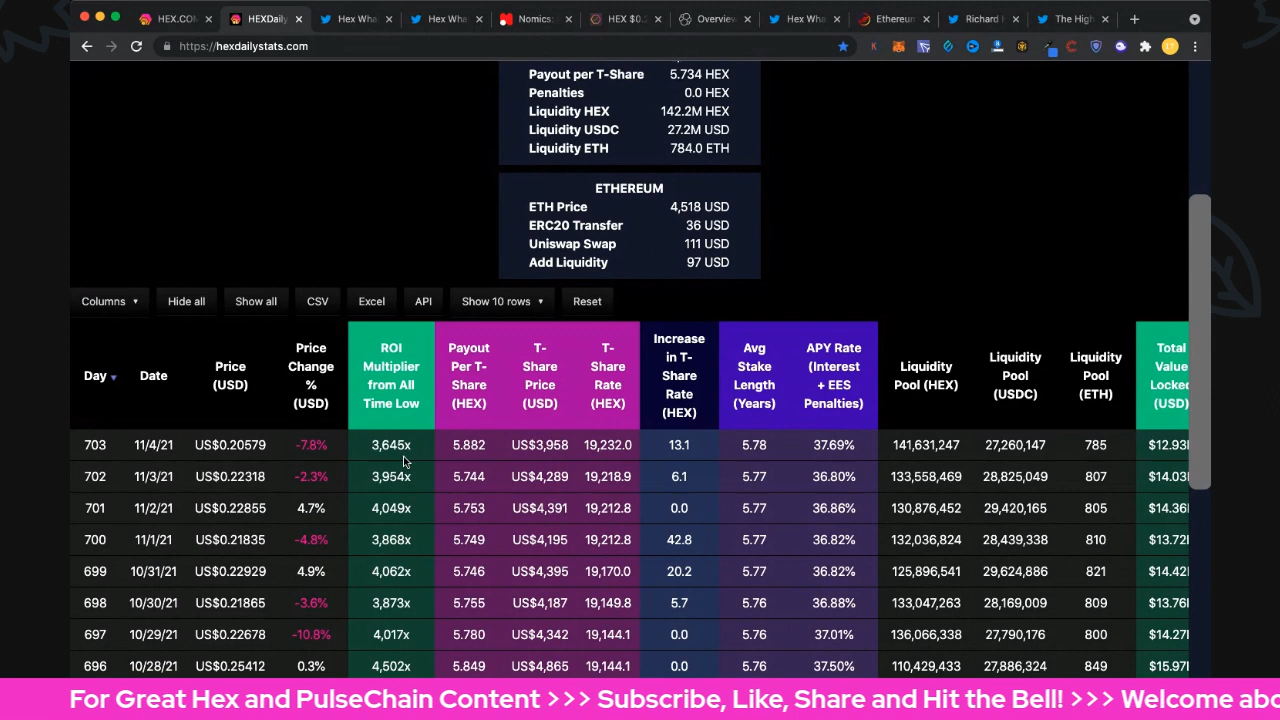 HEX.COM
HEXDaily
Hex Wha
Hex Wha
Nomics:
HEX $0.2
Overview
Hex Wha
Ethereum
Richard H
The High
https://hexdailystats.com
Payout per T-Share 5.734 HEX
Penalties 0.0 HEX
Liquidity HEX 142.2M HEX
Liquidity USDC 27.2M USD
Liquidity ETH 784.0 ETH
ETHEREUM
ETH Price 4,518 USD
ERC20 Transfer 36 USD
Uniswap Swap 111 USD
Add Liquidity 97 USD
Columns Hide all Show all CSV Excel API Show 10 rows Reset
Day
Date
Price
(USD)
Price
Change
%
(USD)
ROI
Multiplier
from All
Time Low
Payout
Per T-
Share
(HEX)
T-
Share
Price
(USD)
T-
Share
Rate
(HEX)
Increase
in T-
Share
Rate
(HEX)
Avg
Stake
Length
(Years)
APY Rate
(Interest
+ EES
Penalties)
Liquidity
Pool (HEX)
Liquidity
Pool
(USDC)
Liquidity
Pool
(ETH)
Total
Value
Locked
(USD)
703 11/4/21 US$0.20579 -7.8% 3,645x 5.882 US$3,958 19,232.0 13.1 5.78 37.69% 141,631,247 27,260,147 785 $12.93
702 11/3/21 US$0.22318 -2.3% 3,954x 5.744 US$4,289 19,218.9 6.1 5.77 36.80% 133,558,469 28,825,049 807 $14.03
701 11/2/21 US$0.22855 4.7% 4,049x 5.753 US$4,391 19,212.8 0.0 5.77 36.86% 130,876,452 29,420,165 805 $14.36
700 11/1/21 US$0.21835 -4.8% 3,868x 5.749 US$4,195 19,212.8 42.8 5.77 36.82% 132,036,824 28,439,338 810 $13.72
699 10/31/21 US$0.22929 4.9% 4,062x 5.746 US$4,395 19,170.0 20.2 5.77 36.82% 125,896,541 29,624,886 821 $14.42
698 10/30/21 US$0.21865 -3.6% 3,873x 5.755 US$4,187 19,149.8 5.7 5.76 36.88% 133,047,263 28,169,009 809 $13.76
697 10/29/21 US$0.22678 -10.8% 4,017x 5.780 US$4,342 19,144.1 0.0 5.76 37.01% 136,066,338 27,790,176 800 $14.27
696 10/28/21 US$0.25412 0.3% 4,502x 5.849 US$4,865 19,144.1 0.0 5.76 37.50% 110,429,433 27,886,324 849 $15.97
For Great Hex and PulseChain Content >>> Subscribe, Like, Share and Hit the Bell! >>> Welcome abo